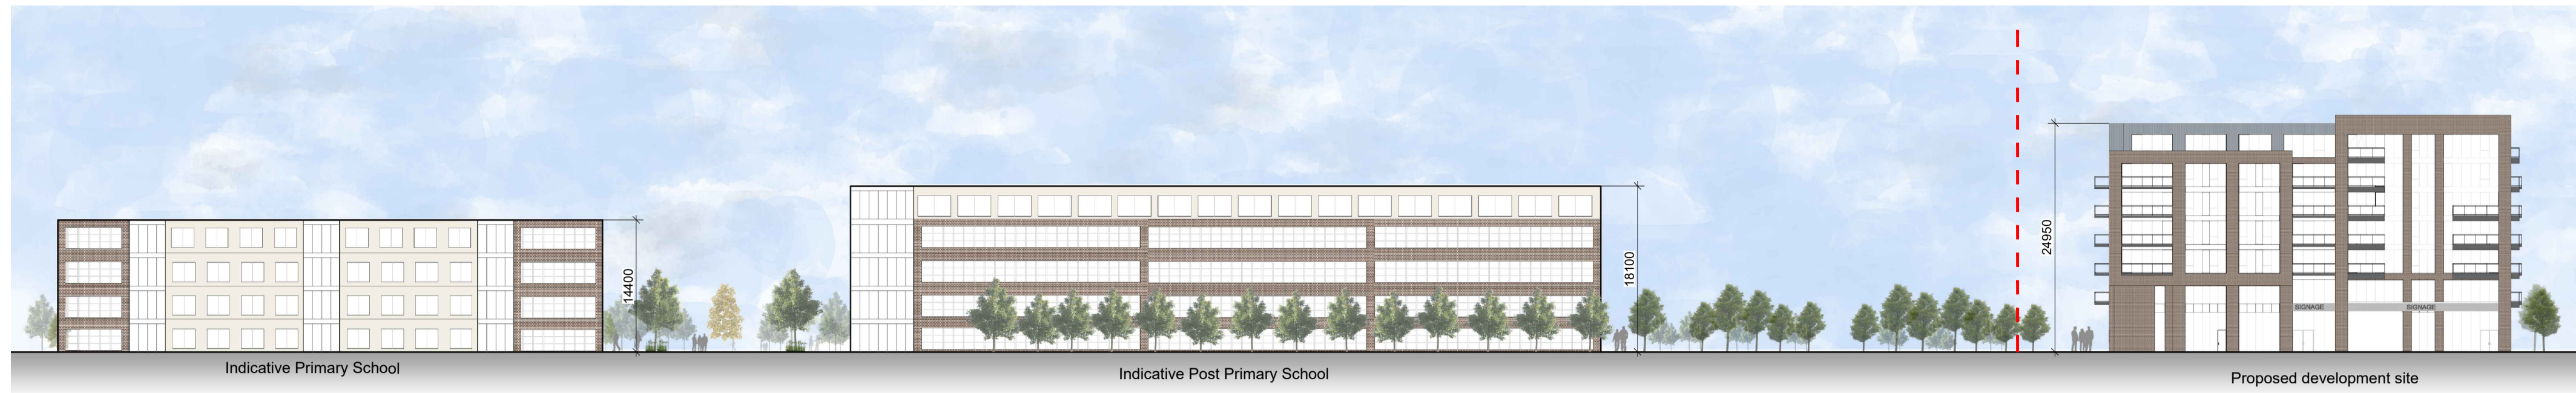 14400
18100
24950
SIGNAGE
SIGNAGE
Indicative Primary School
Indicative Post Primary School
Proposed development site